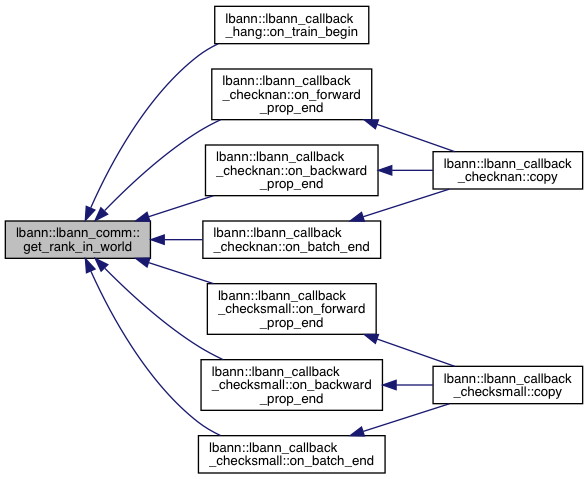 lbann::lbann_callback
_hang::on_train_begin
lbann::lbann_callback
_checknan::on_forward
_prop_end
lbann::lbann_callback
_checknan::on_backward
_prop_end
lbann::lbann_callback
_checknan::copy
lbann::lbann_comm::
get_rank_in_world
lbann::lbann_callback
_checknan::on_batch_end
lbann::lbann_callback
_checksmall::on_forward
_prop_end
lbann::lbann_callback
_checksmall::on_backward
_prop_end
lbann::lbann_callback
_checksmall::copy
lbann::lbann_callback
_checksmall::on_batch_end